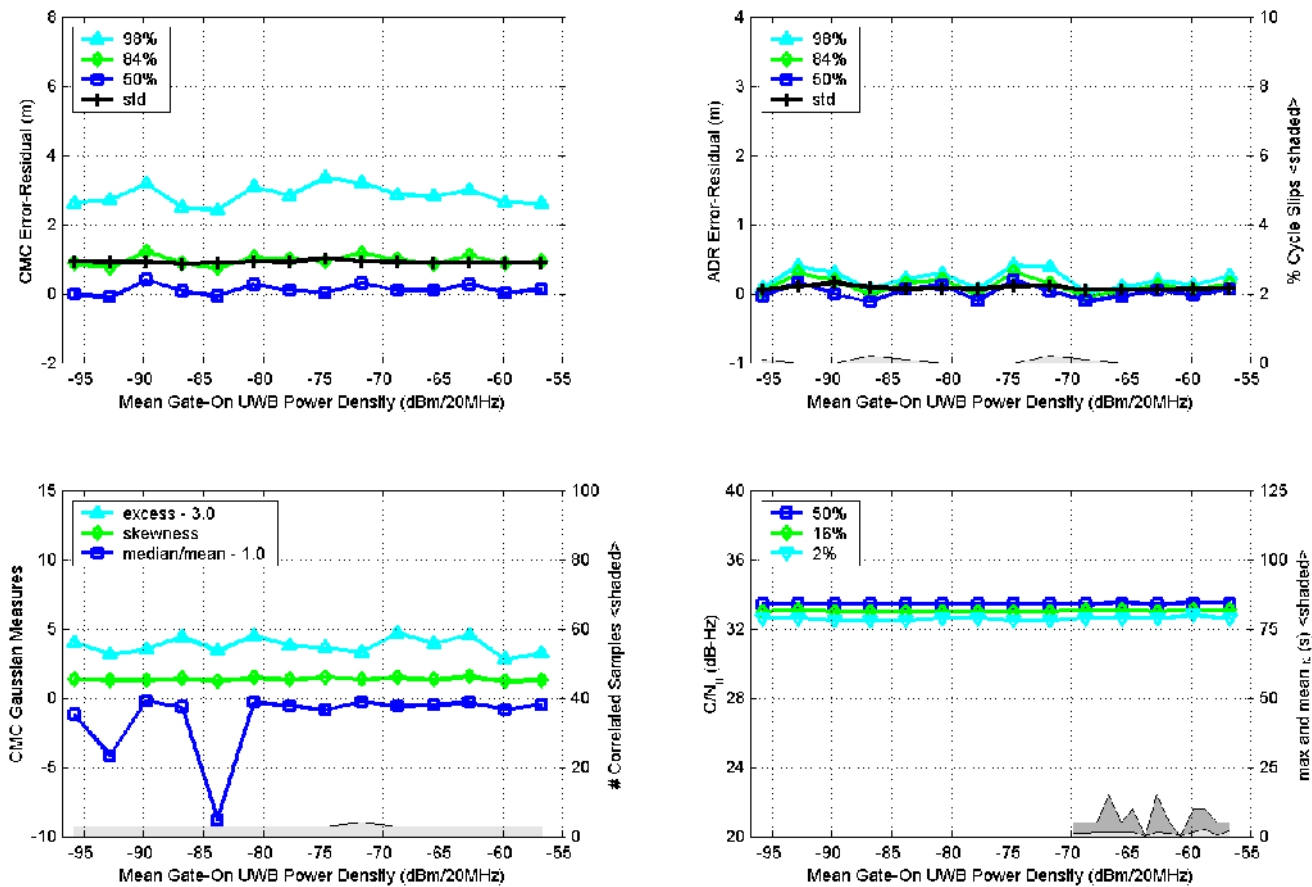 8
6
4
2
0
-2
98%
84%
50%
std
CMC Error-Residual (m)
-95 -90 -85 -80 -75 -70 -65 -60 -55
Mean Gate-On UWB Power Density (dBm/20MHz)
4
3
2
1
0
-1
98%
84%
50%
std
ADR Error-Residual (m)
10
8
6
4
2
0
% Cycle Slips <shaded>
-95 -90 -85 -80 -75 -70 -65 -60 -55
Mean Gate-On UWB Power Density (dBm/20MHz)
15
10
5
0
-5
-10
excess - 3.0
skewness
median/mean - 1.0
CMC Gaussian Measures
100
80
60
40
20
0
# Correlated Samples <shaded>
-95 -90 -85 -80 -75 -70 -65 -60 -55
Mean Gate-On UWB Power Density (dBm/20MHz)
40
36
32
28
24
20
50%
16%
2%
(dB-Hz)
125
100
75
50
25
0
max and mean (s) <shaded>
-95 -90 -85 -80 -75 -70 -65 -60 -55
Mean Gate-On UWB Power Density (dBm/20MHz)